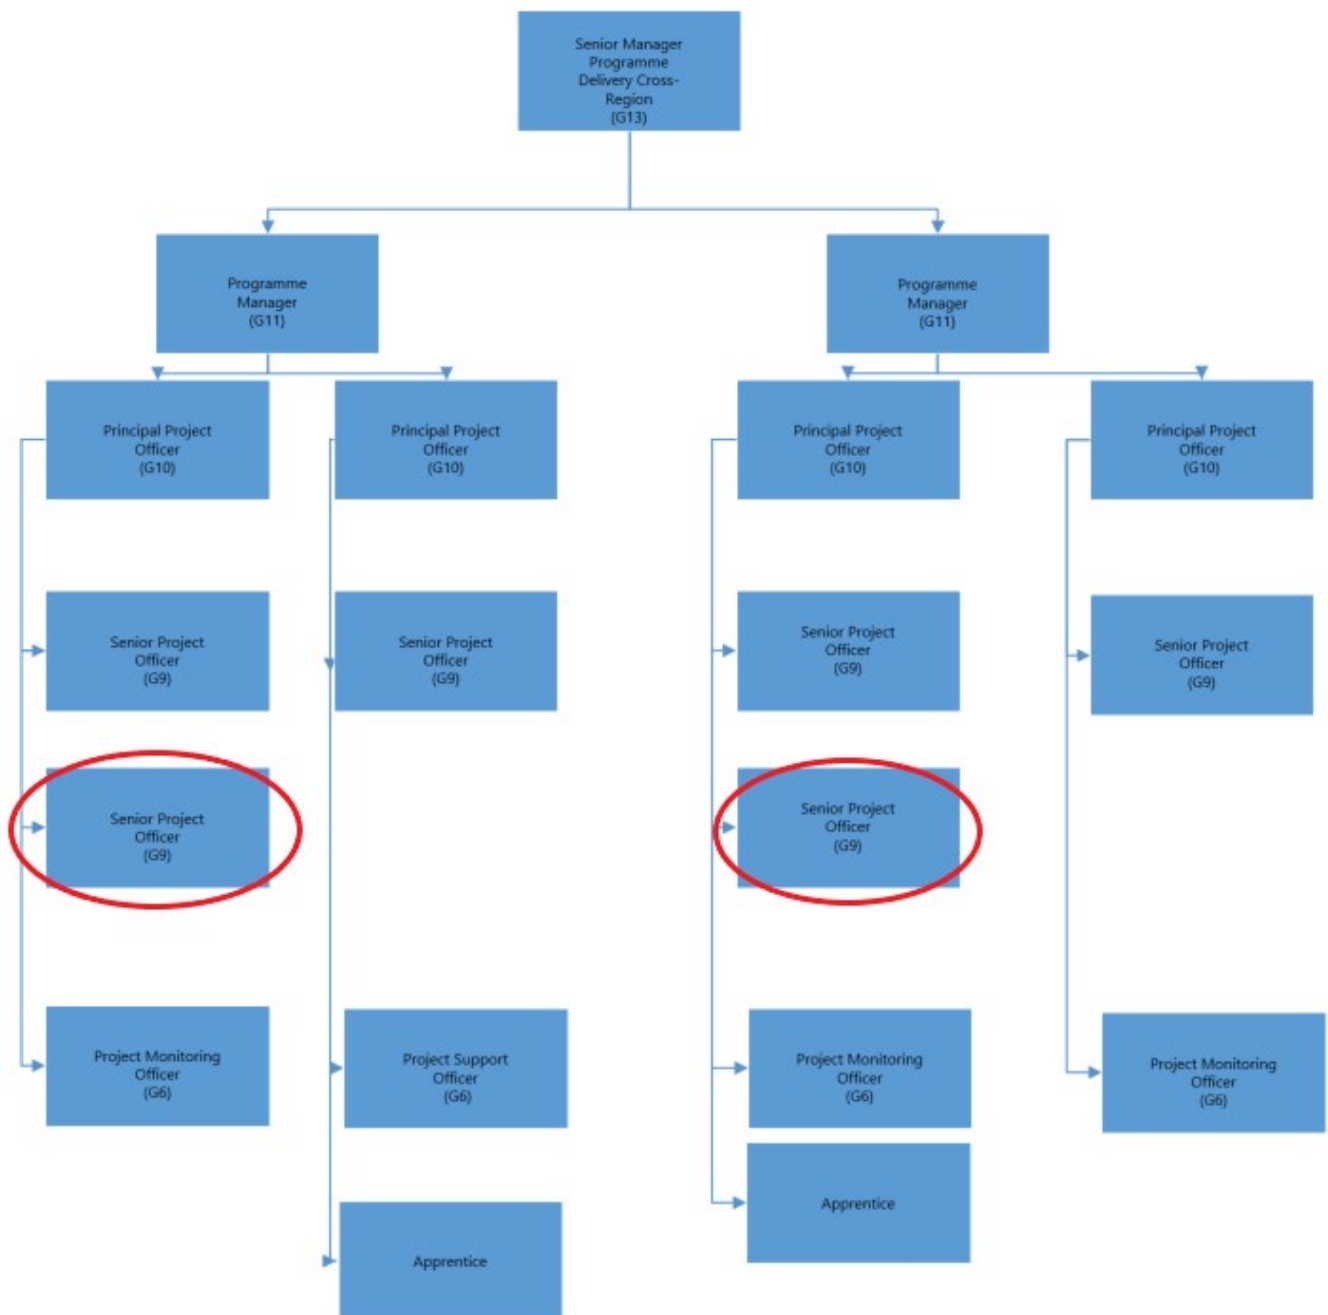 Senior Manager
Programme
Delivery Cross-
Region
(G13)
Programme
Manager
(G11)
Programme
Manager
(G11)
Principal Project
Officer
(G10)
Principal Project
Officer
(G10)
Principal Project
Officer
(G10)
Principal Project
Officer
(G10)
Senior Project
Officer
(G9)
Senior Project
Officer
(G9)
Senior Project
Officer
(G9)
Senior Project
Officer
(G9)
Senior Project
Officer
(G9)
Senior Project
Officer
(G9)
Project Monitoring
Officer
(G6)
Project Support
Officer
(G6)
Project Monitoring
Officer
(G6)
Project Monitoring
Officer
(G6)
Apprentice
Apprentice